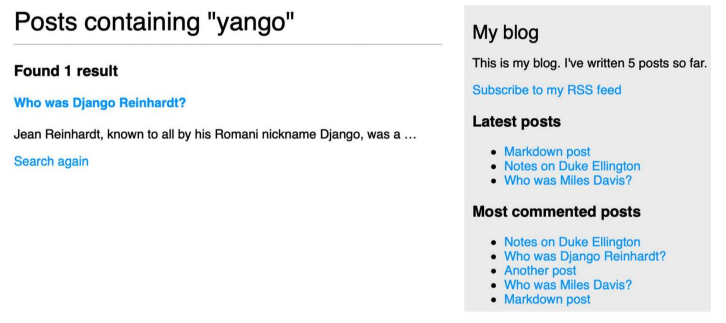 Posts containing "yango"
Found 1 result
Who was Django Reinhardt?
Jean Reinhardt, known to all by his Romani nickname Django, was a …
Search again
My blog
This is my blog. I've written 5 posts so far.
Subscribe to my RSS feed
Latest posts
• Markdown post
• Notes on Duke Ellington
• Who was Miles Davis?
Most commented posts
• Notes on Duke Ellington
• Who was Django Reinhardt?
• Another post
• Who was Miles Davis?
• Markdown post